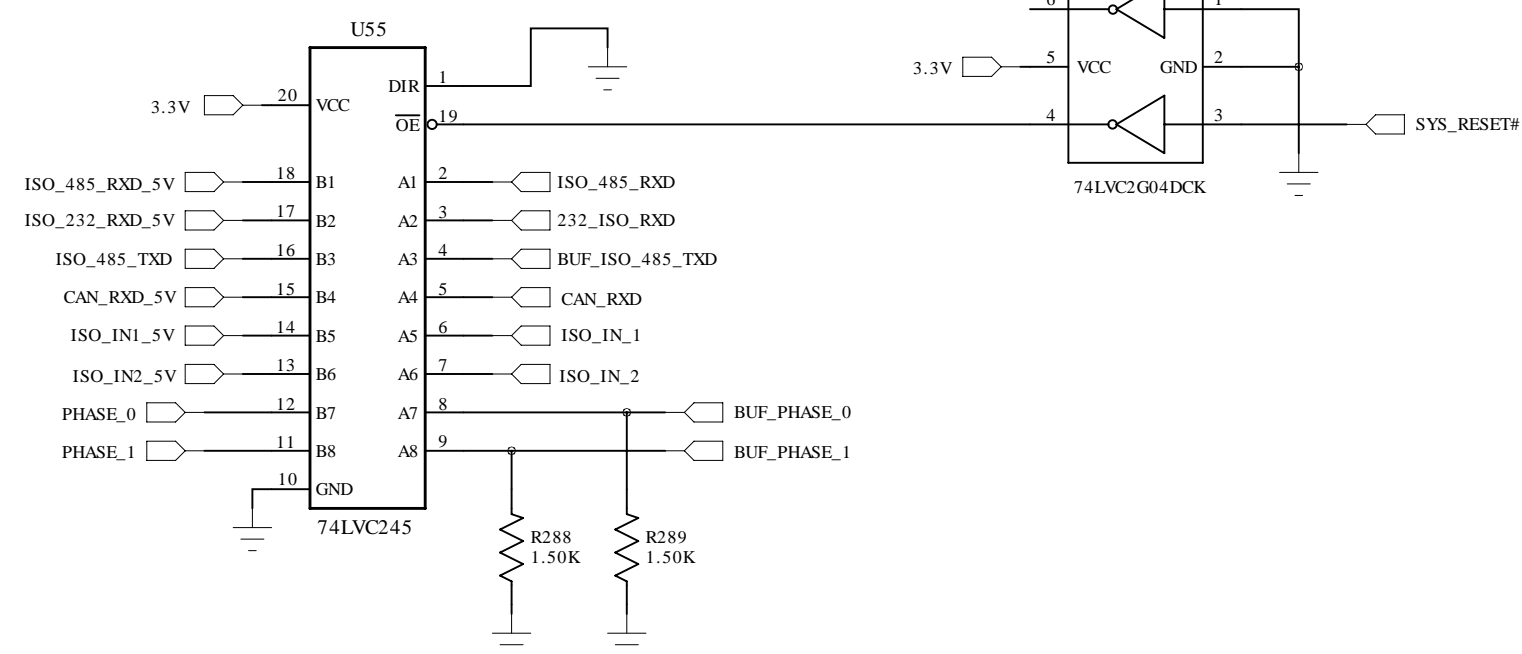 U55
DIR 1
20 VCC
3.3V
OE 19
ISO_485_RXD_5V 18 B1 A1 2 ISO_485_RXD
ISO_232_RXD_5V 17 B2 A2 3 232_ISO_RXD
ISO_485_TXD 16 B3 A3 4 BUF_ISO_485_TXD
CAN_RXD_5V 15 B4 A4 5 CAN_RXD
ISO_IN1_5V 14 B5 A5 6 ISO_IN_1
ISO_IN2_5V 13 B6 A6 7 ISO_IN_2
PHASE_0 12 B7 A7 8 BUF_PHASE_0
PHASE_1 11 B8 A8 9 BUF_PHASE_1
10 GND
74LVC245
R288
1.50K
R289
1.50K
3.3V 5 VCC GND 2
4 3 SYS_RESET#
74LVC2G04DCK